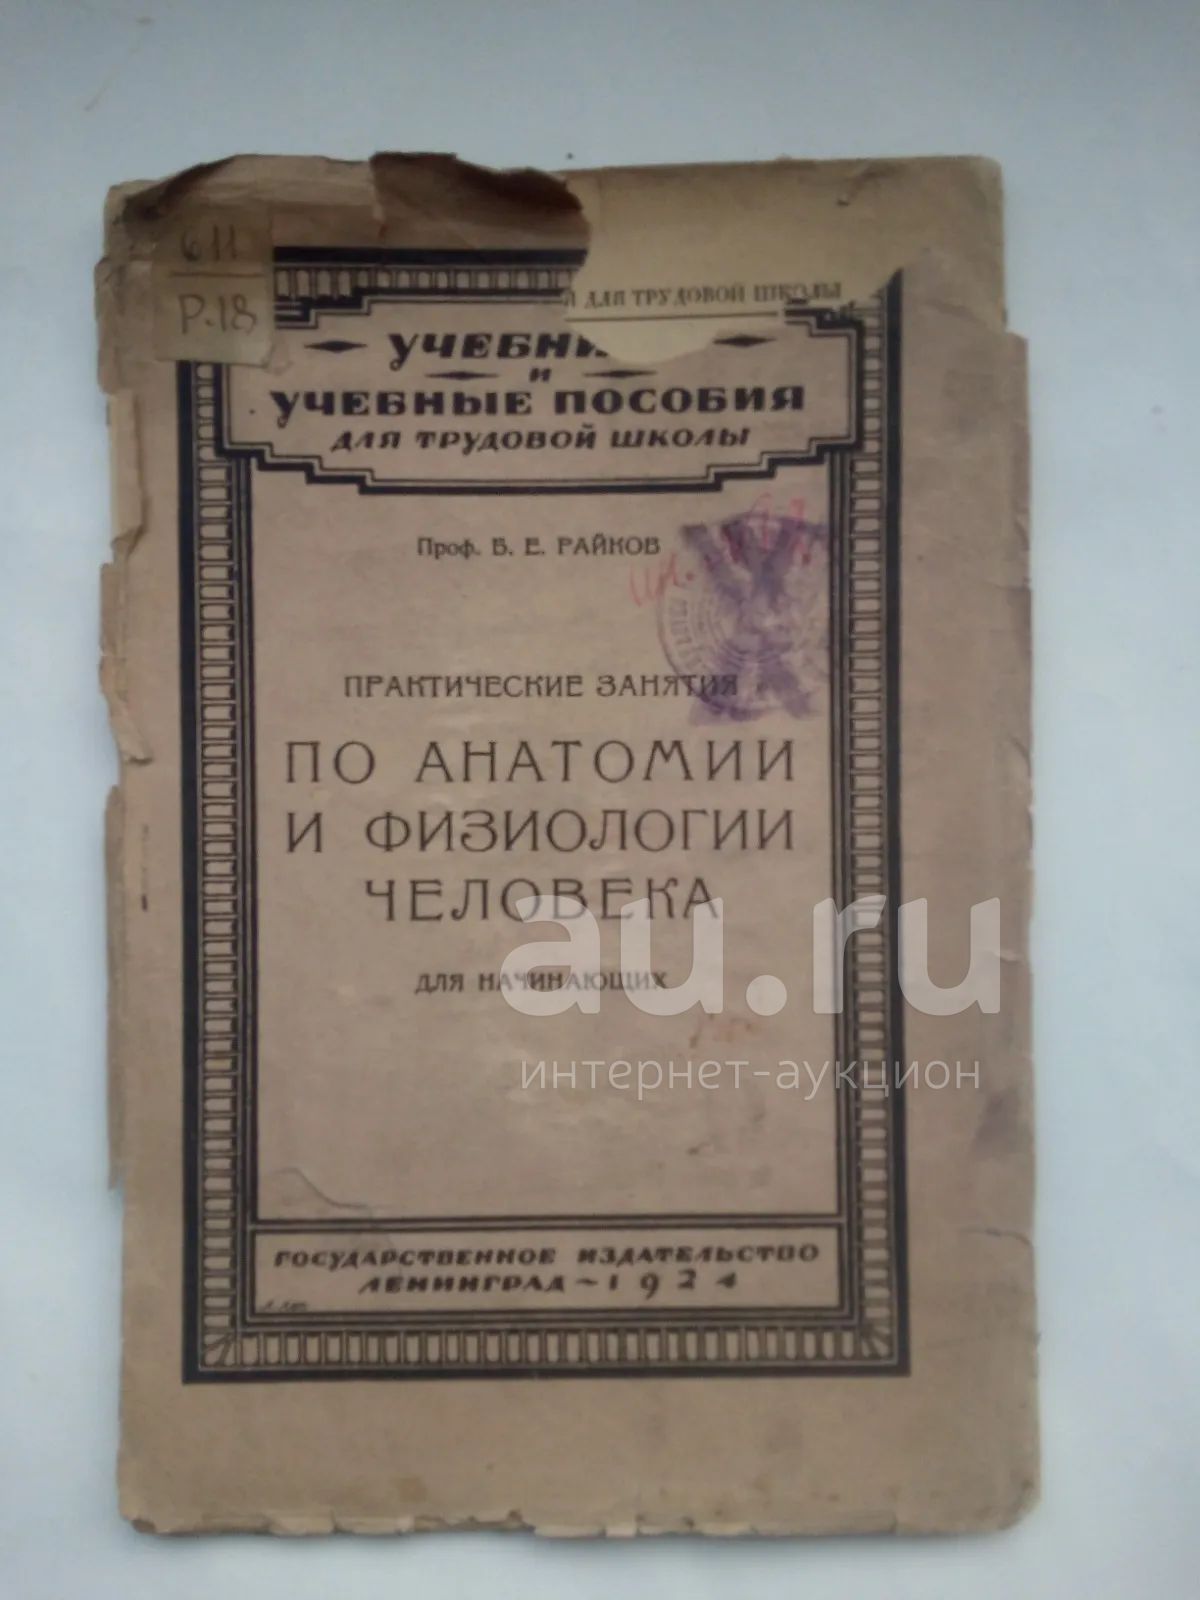 611
Р.18
ДЛЯ ТРУДОВОЙ ШКОЛЫ
И
УЧЕБНЫЕ ПОСОБИЯ
ДЛЯ ТРУДОВОЙ ШКОЛЫ
Проф. Б. Е. РАЙКОВ
ПРАКТИЧЕСКИЕ ЗАНЯТИЯ
ПО АНАТОМИИ
И ФИЗИОЛОГИИ
ЧЕЛОВЕКА
ДЛЯ НАЧИНАЮЩИХ
au.ru
интернет-аукцион
ГОСУДАРСТВЕННОЕ ИЗДАТЕЛЬСТВО
ЛЕНИНГРАД ~ 1924